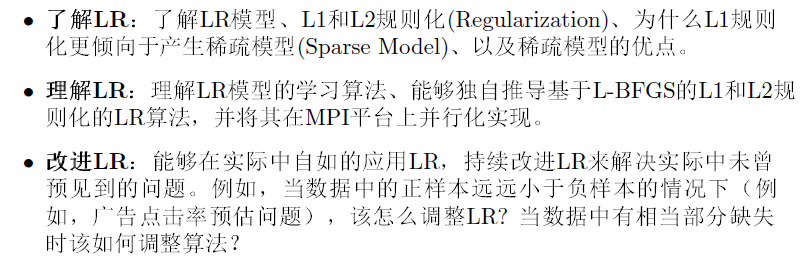 • 了解LR：了解LR模型、L1和L2规则化(Regularization)、为什么L1规则
化更倾向于产生稀疏模型(Sparse Model)、以及稀疏模型的优点。
• 理解LR：理解LR模型的学习算法、能够独自推导基于L-BFGS的L1和L2规
则化的LR算法，并将其在MPI平台上并行化实现。
• 改进LR：能够在实际中自如的应用LR，持续改进LR来解决实际中未曾
预见到的问题。例如，当数据中的正样本远远小于负样本的情况下（例
如，广告点击率预估问题），该怎么调整LR？当数据中有相当部分缺失
时该如何调整算法？